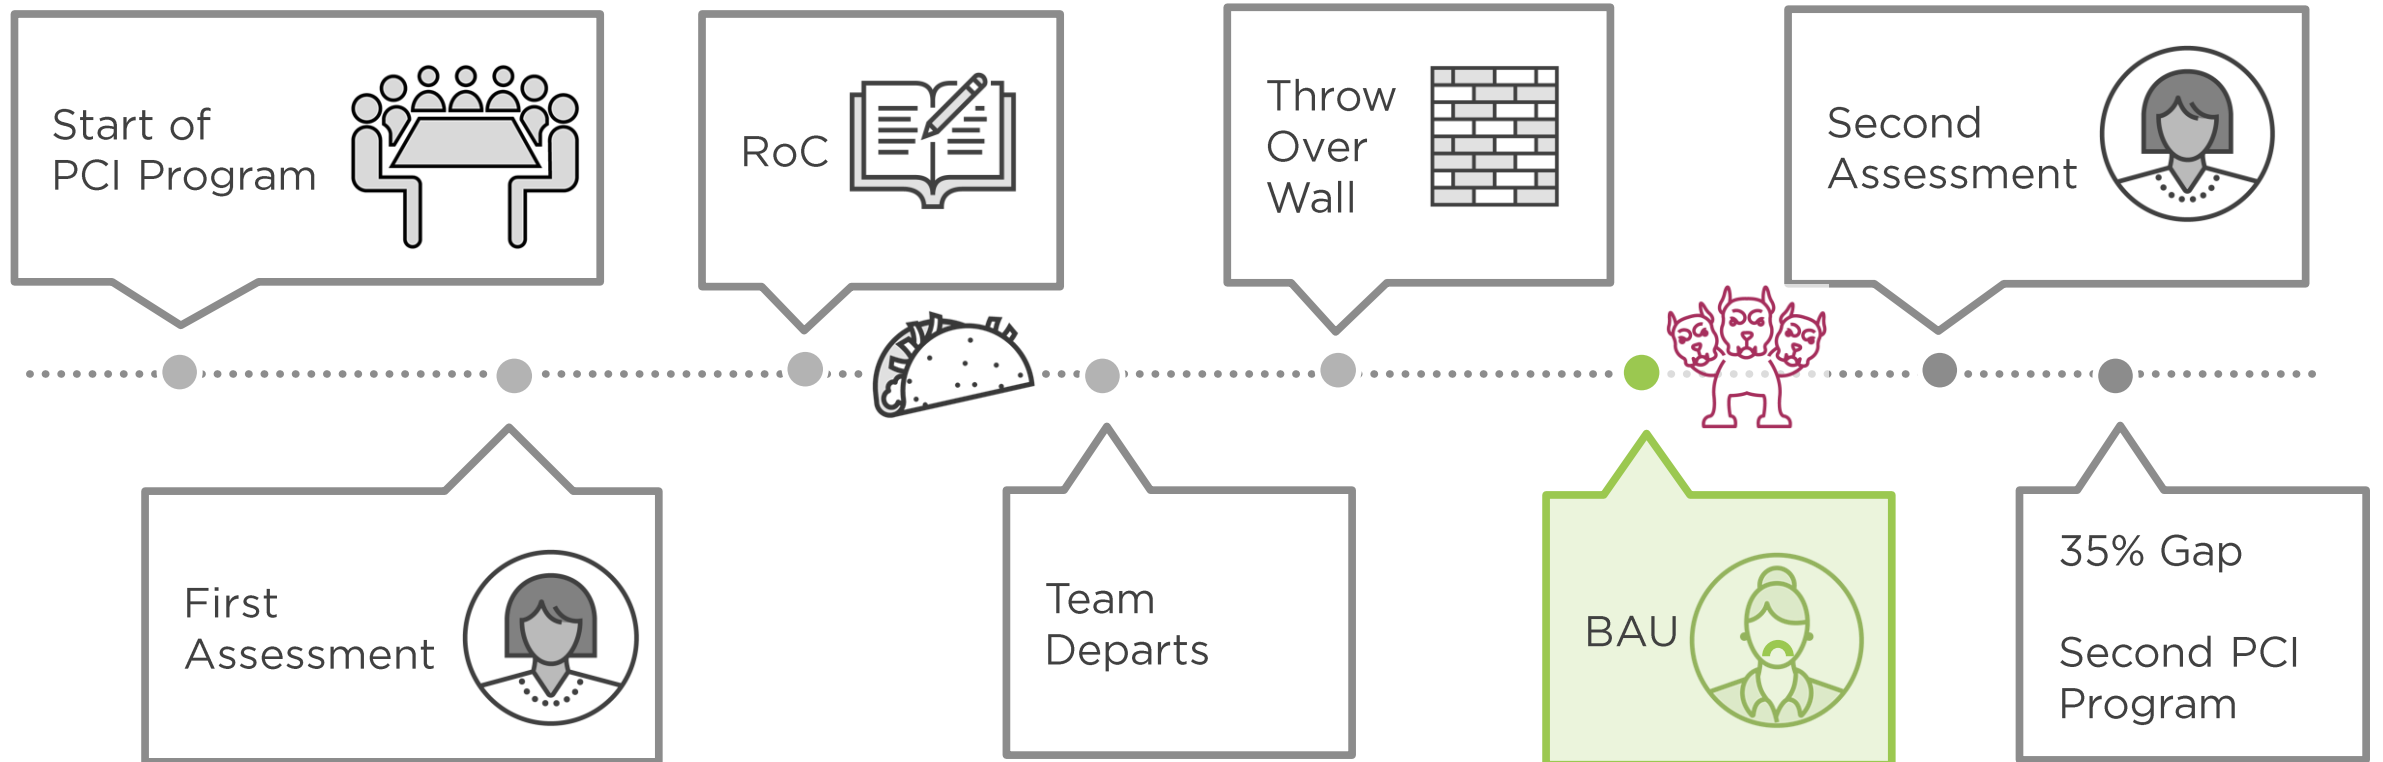 Start of
PCI Program
First
Assessment
RoC
Team
Departs
Throw
Over
Wall
BAU
Second
Assessment
35% Gap
Second PCI
Program